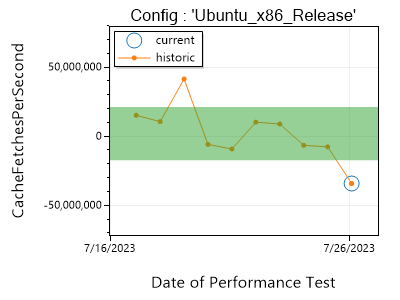 Config : 'Ubuntu_x86_Release'
current
historic
CacheFetchesPerSecond
50,000,000
0
-50,000,000
7/16/2023
7/26/2023
Date of Performance Test